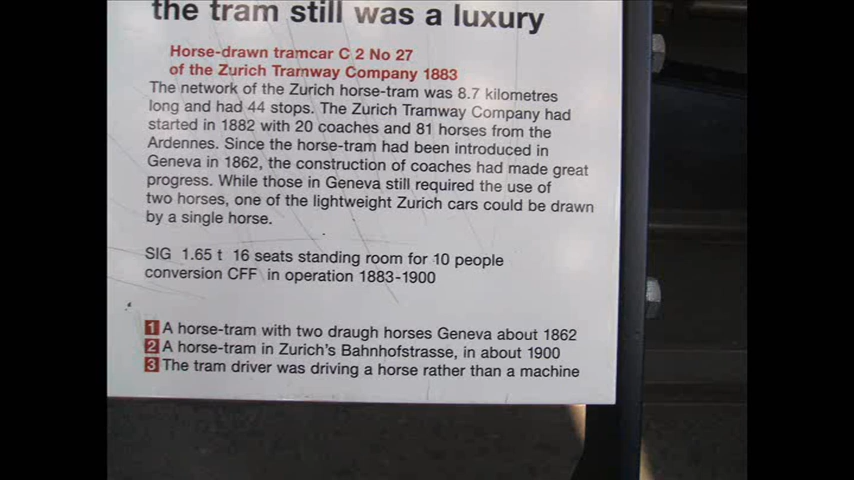 the tram still was a luxury
Horse-drawn tramcar C 2 No 27
of the Zurich Tramway Company 1883
The network of the Zurich horse-tram was 8.7 kilometres
long and had 44 stops. The Zurich Tramway Company had
started in 1882 with 20 coaches and 81 horses from the
Ardennes. Since the horse-tram had been introduced in
Geneva in 1862, the construction of coaches had made great
progress. While those in Geneva still required the use of
two horses, one of the lightweight Zurich cars could be drawn
by a single horse.
SIG 1.65 t 16 seats standing room for 10 people
conversion CFF in operation 1883-1900
1 A horse-tram with two draugh horses Geneva about 1862
2 A horse-tram in Zurich's Bahnhofstrasse, in about 1900
3 The tram driver was driving a horse rather than a machine